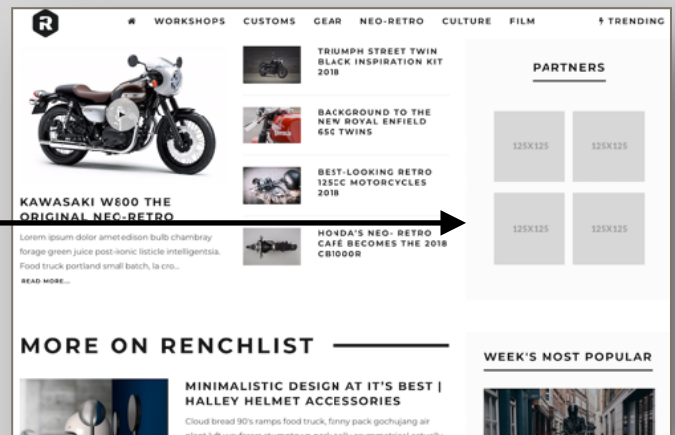 R
WORKSHOPS CUSTOMS GEAR NEO-RETRO CULTURE FILM TRENDING
KAWASAKI W800 THE
ORIGINAL NEO-RETRO
Lorem ipsum dolor amet edison bulb chambray
forage green juice post-ironic listicle intelligentsia.
Food truck portland small batch, la cro...
READ MORE...
TRIUMPH STREET TWIN
BLACK INSPIRATION KIT
2018
BACKGROUND TO THE
NEW ROYAL ENFIELD
650 TWINS
BEST-LOOKING RETRO
125CC MOTORCYCLES
2018
HONDA'S NEO- RETRO
CAFÉ BECOMES THE 2018
CB1000R
PARTNERS
125X125 125X125
125X125 125X125
MORE ON RENCHLIST
MINIMALISTIC DESIGN AT IT'S BEST |
HALLEY HELMET ACCESSORIES
Cloud bread 90's ramps food truck, fanny pack gochujang air
WEEK'S MOST POPULAR